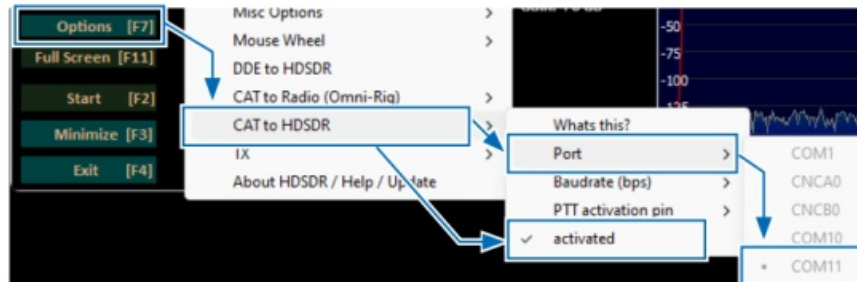 Options [F7]
Full Screen [F11]
Start [F2]
Minimize [F3]
Exit [F4]
Misc Options
Mouse Wheel
DDE to HDSDR
CAT to Radio (Omni-Rig)
CAT to HDSDR
TX
About HDSDR / Help / Update
Whats this?
Port
Baudrate (bps)
PTT activation pin
activated
-50
-75
-100
COM1
CNCA0
CNCB0
COM10
COM11